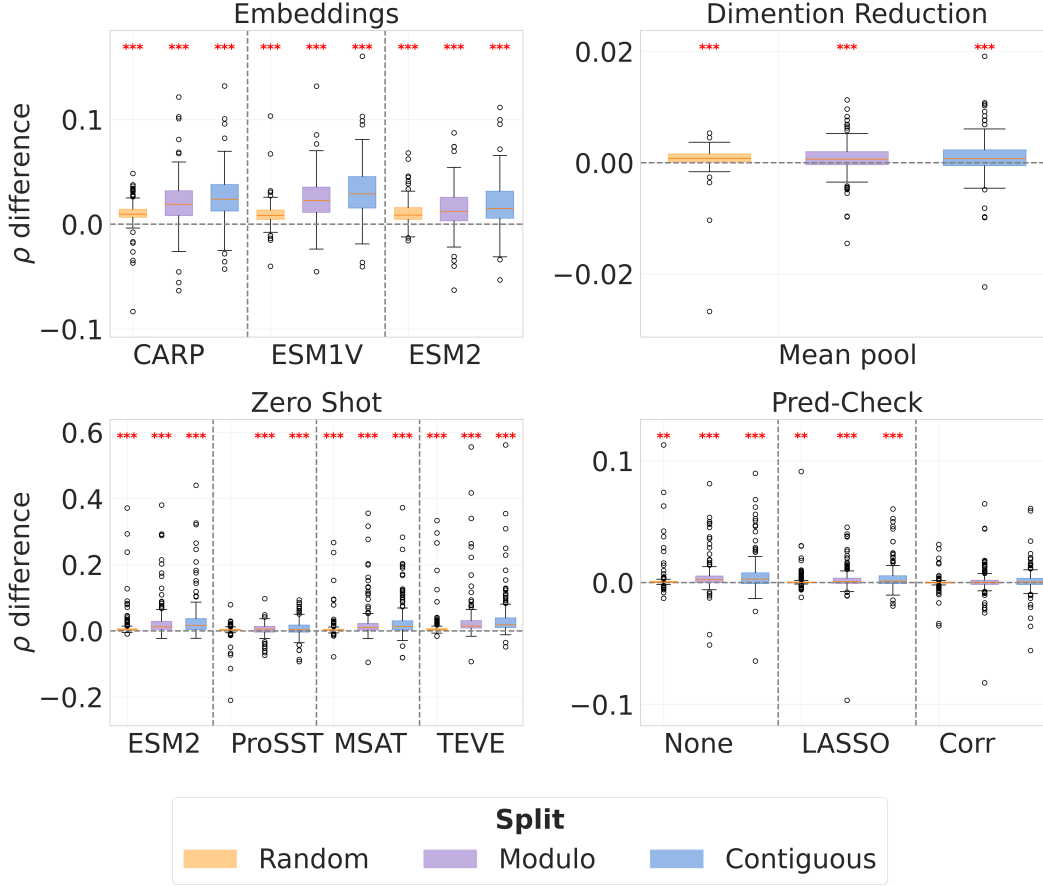 Embeddings
*** *** *** *** *** *** *** *** ***
ρ difference
0.1
0.0
−0.1
CARP ESM1V ESM2
Dimention Reduction
*** *** ***
0.02
0.00
−0.02
Mean pool
Zero Shot
*** *** *** *** *** *** *** *** *** *** ***
ρ difference
0.6
0.4
0.2
0.0
−0.2
ESM2 ProSST MSAT TEVE
Pred-Check
** *** *** ** *** ***
0.1
0.0
−0.1
None LASSO Corr
Split
Random Modulo Contiguous